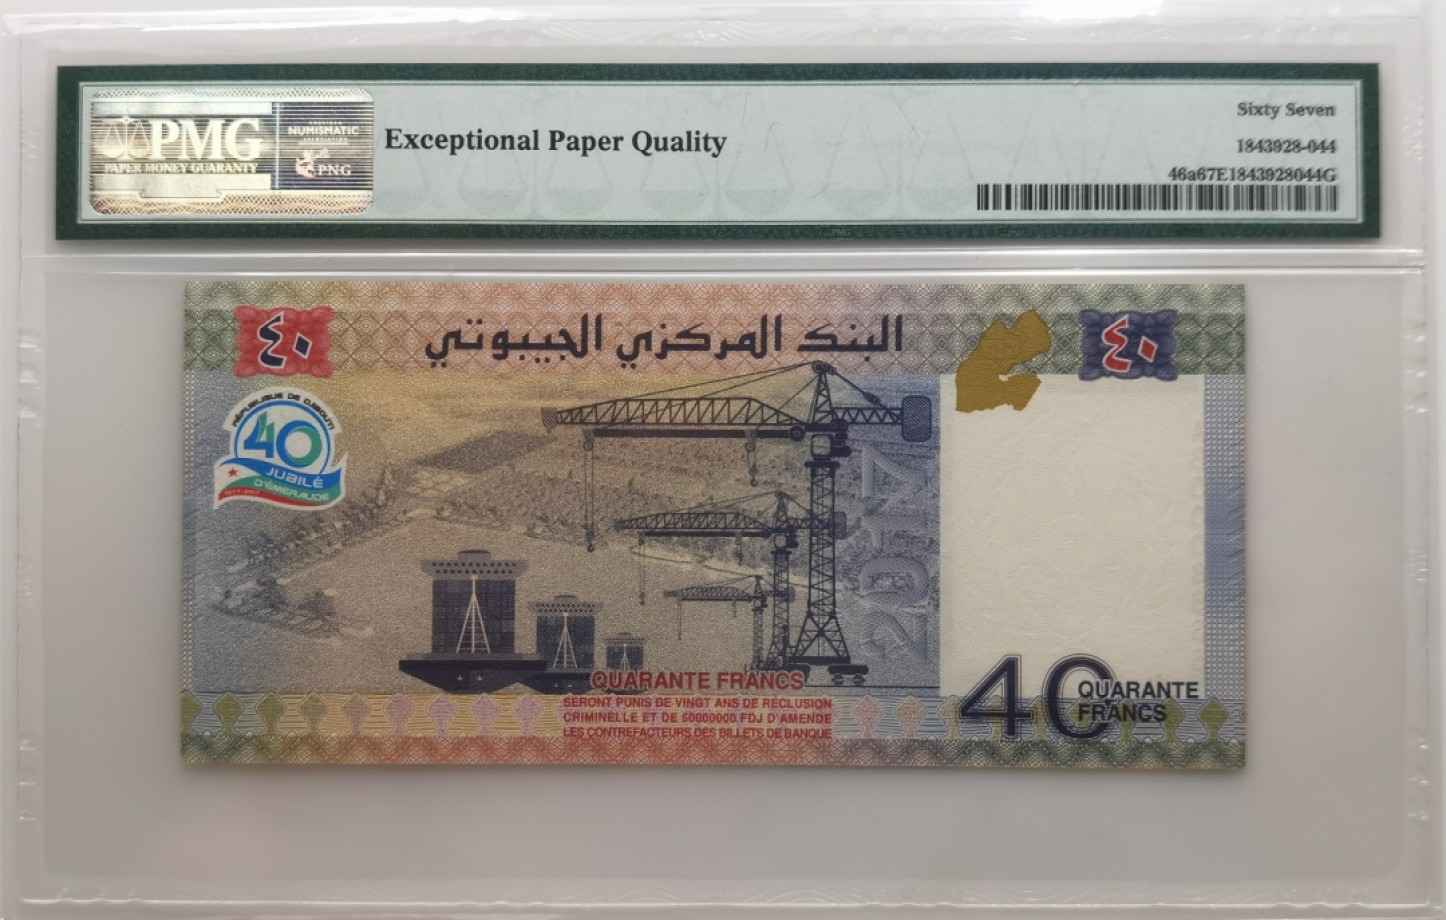 PMG
PAPER MONEY GUARANTY
NUMISMATIC
PNG
Exceptional Paper Quality
Sixty Seven
1843928-044
46a67E1843928044G
٤٠
البنك المركزي الجيبوتي
٤٠
RÉPUBLIQUE DE DJIBOUTI
40
JUBILÉ
D'ÉMERAUDE
1977-2017
2017
QUARANTE FRANCS
SERONT PUNIS DE VINGT ANS DE RÉCLUSION
CRIMINELLE ET DE 50000000 FDJ D'AMENDE
LES CONTREFACTEURS DES BILLETS DE BANQUE
40
QUARANTE
FRANCS